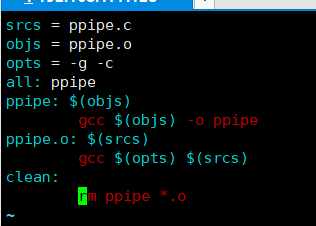 srcs = ppipe.c
objs = ppipe.o
opts = -g -c
all: ppipe
ppipe: $(objs)
        gcc $(objs) -o ppipe
ppipe.o: $(srcs)
        gcc $(opts) $(srcs)
clean:
        rm ppipe *.o
~